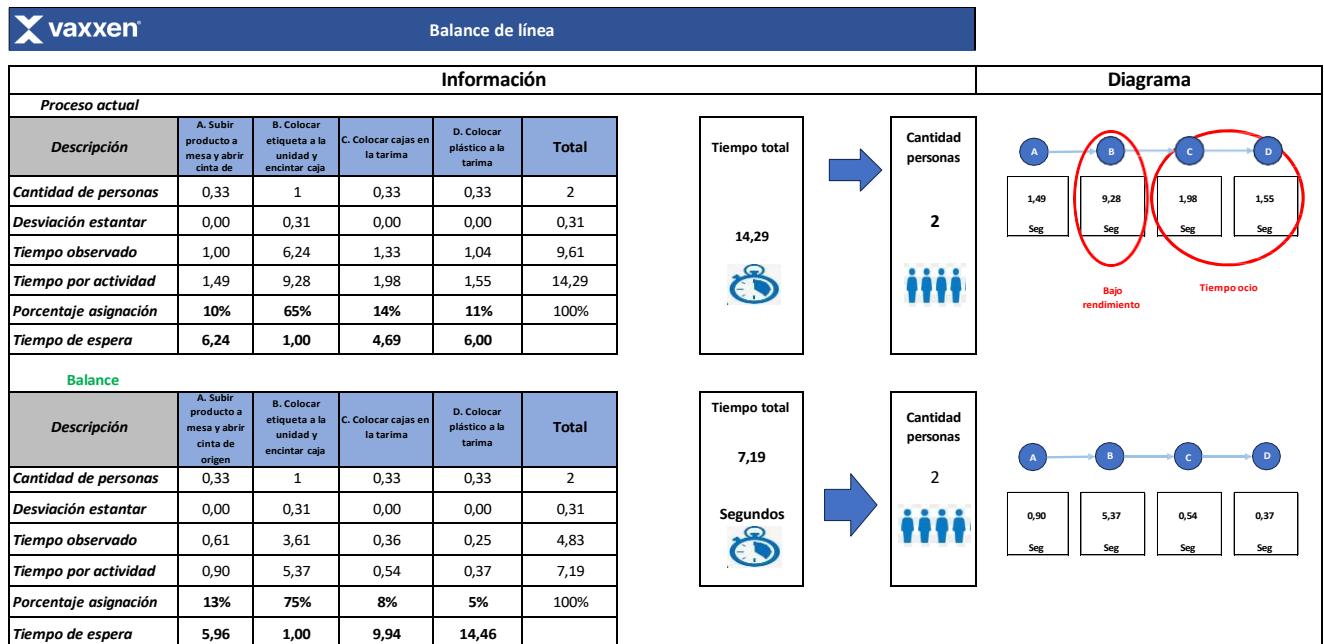 vaxxen
Balance de línea
Información
Diagrama
Proceso actual
Descripción
A. Subir
producto a
mesa y abrir
cinta de
B. Colocar
etiqueta a la
unidad y
encintar caja
C. Colocar cajas en
la tarima
D. Colocar
plástico a la
tarima
Total
Cantidad de personas 0,33 1 0,33 0,33 2
Desviación estantar 0,00 0,31 0,00 0,00 0,31
Tiempo observado 1,00 6,24 1,33 1,04 9,61
Tiempo por actividad 1,49 9,28 1,98 1,55 14,29
Porcentaje asignación 10% 65% 14% 11% 100%
Tiempo de espera 6,24 1,00 4,69 6,00
Tiempo total
14,29
Cantidad
personas
2
A B C D
1,49 9,28 1,98 1,55
Seg Seg Seg Seg
Bajo
rendimiento
Tiempo ocio
Balance
Descripción
A. Subir
producto a
mesa y abrir
cinta de
origen
B. Colocar
etiqueta a la
unidad y
encintar caja
C. Colocar cajas en
la tarima
D. Colocar
plástico a la
tarima
Total
Cantidad de personas 0,33 1 0,33 0,33 2
Desviación estantar 0,00 0,31 0,00 0,00 0,31
Tiempo observado 0,61 3,61 0,36 0,25 4,83
Tiempo por actividad 0,90 5,37 0,54 0,37 7,19
Porcentaje asignación 13% 75% 8% 5% 100%
Tiempo de espera 5,96 1,00 9,94 14,46
Tiempo total
7,19
Segundos
Cantidad
personas
2
A B C D
0,90 5,37 0,54 0,37
Seg Seg Seg Seg